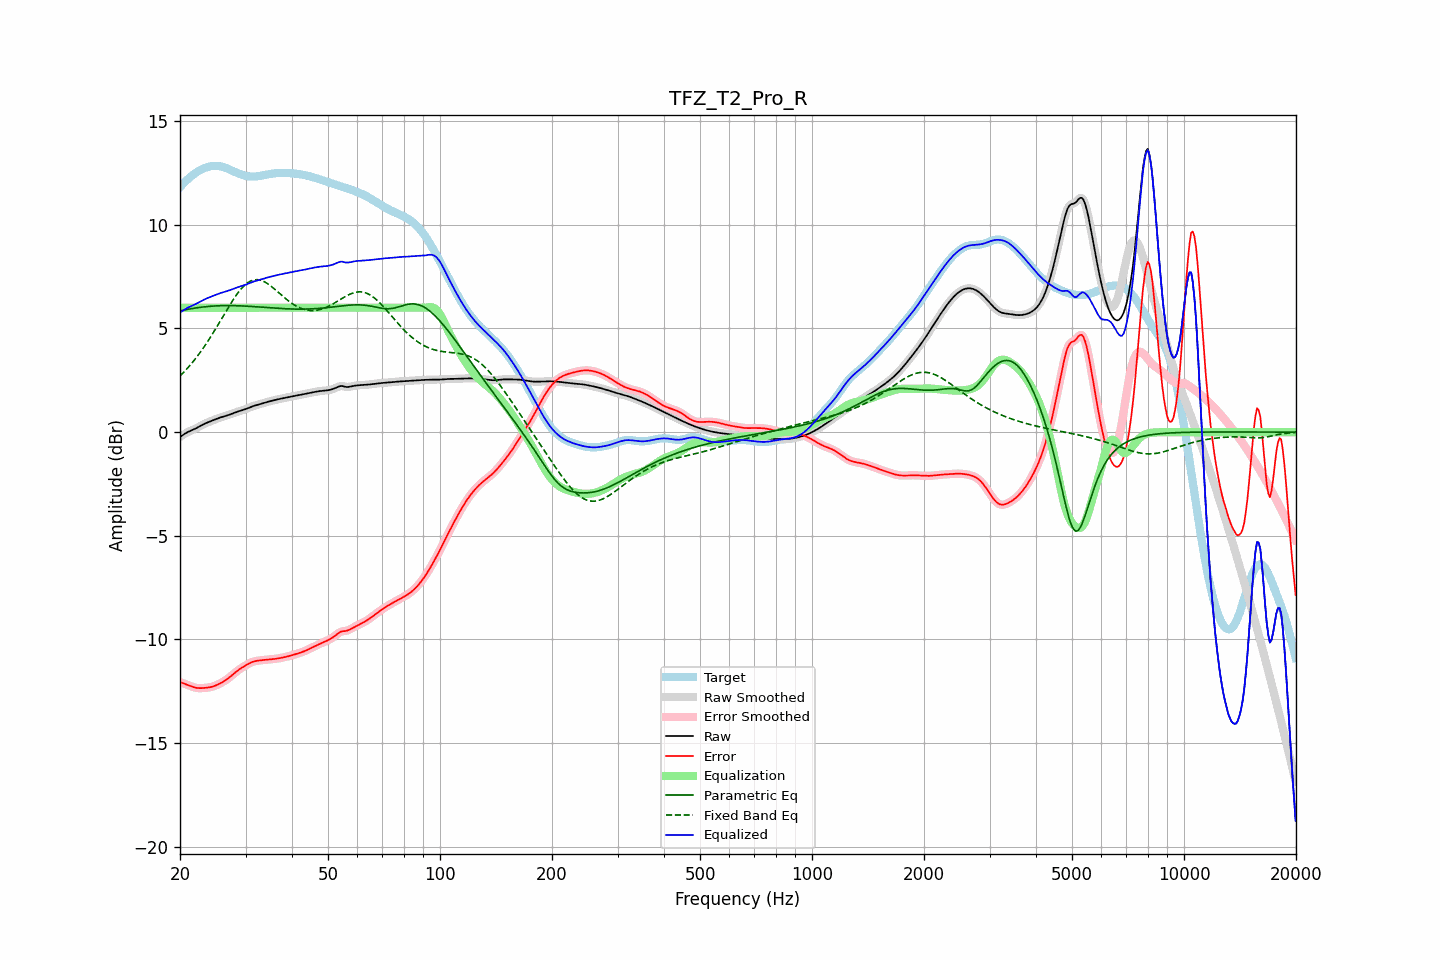 TFZ_T2_Pro_R
Amplitude (dBr)
15
10
5
0
−5
−10
−15
−20
Target
Raw Smoothed
Error Smoothed
Raw
Error
Equalization
Parametric Eq
Fixed Band Eq
Equalized
20 50 100 200 500 1000 2000 5000 10000 20000
Frequency (Hz)